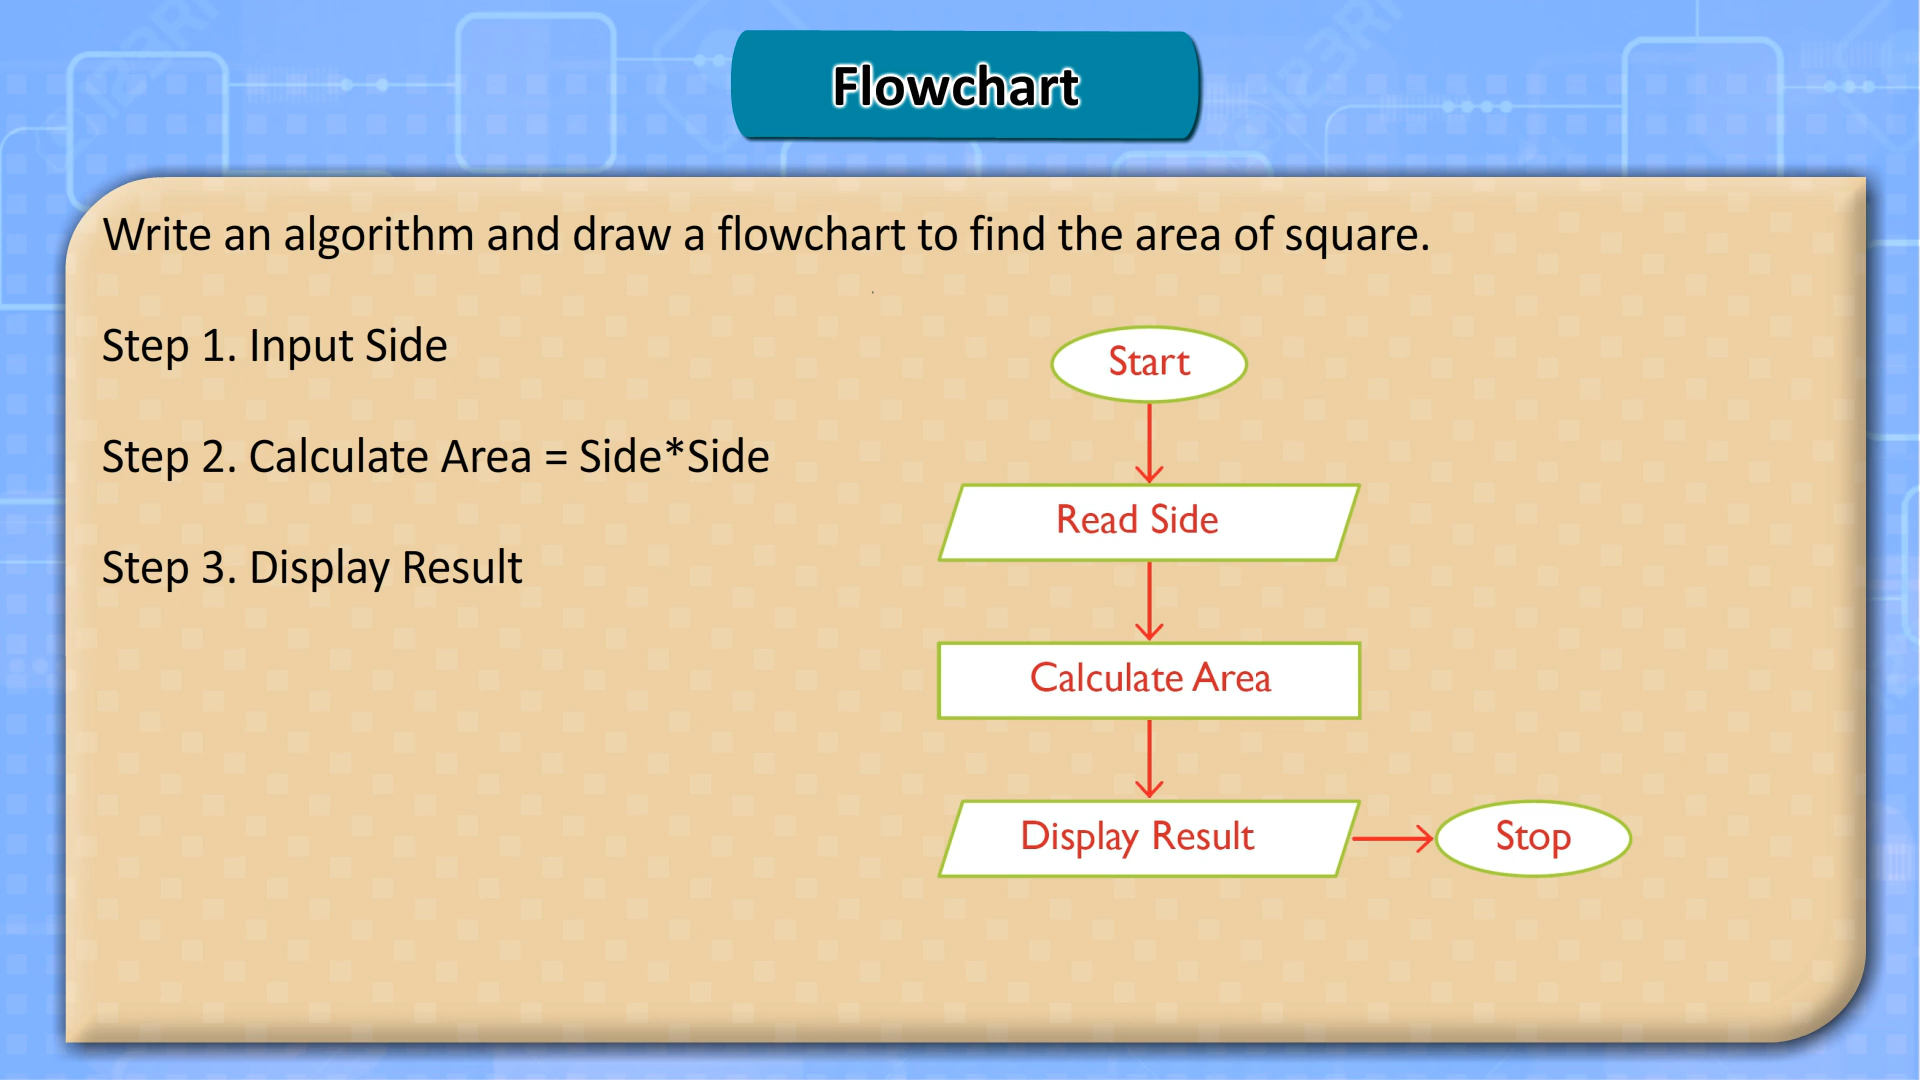 Flowchart
Write an algorithm and draw a flowchart to find the area of square.
Step 1. Input Side
Step 2. Calculate Area = Side*Side
Step 3. Display Result
Start
Read Side
Calculate Area
Display Result
Stop